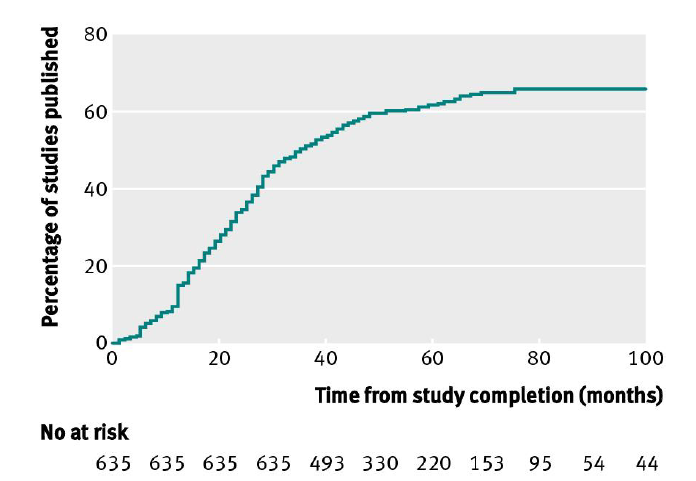 Percentage of studies published
80
60
40
20
0
0 20 40 60 80 100
Time from study completion (months)
No at risk
635 635 635 635 493 330 220 153 95 54 44